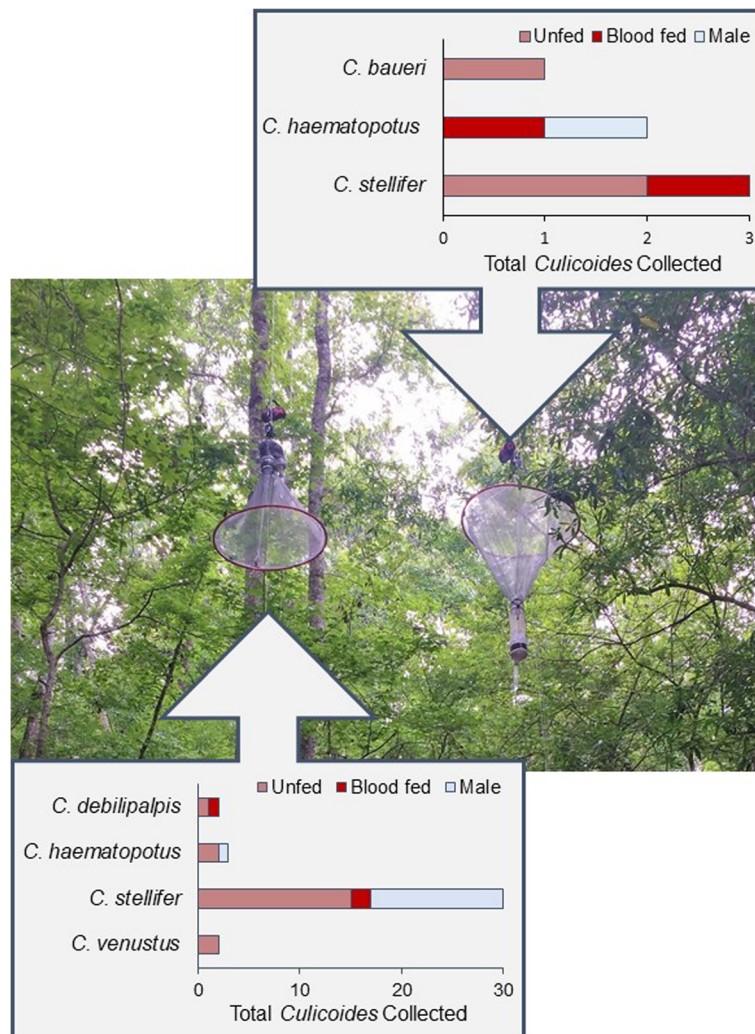 Unfed Blood fed Male
C. baueri
C. haematopotus
C. stellifer
0 1 2 3
Total Culicoides Collected
Unfed Blood fed Male
C. debilipalpis
C. haematopotus
C. stellifer
C. venustus
0 10 20 30
Total Culicoides Collected